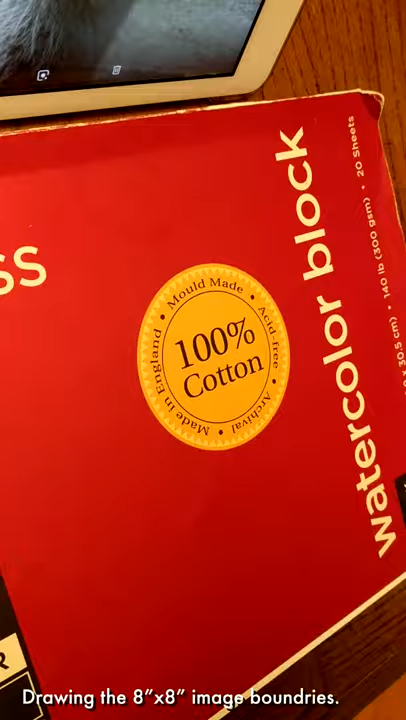 ss
watercolor block
140 lb (300 gsm) • 20 Sheets
Mould Made • Acid-free • Archival • Made in England •
100%
Cotton
R
Drawing the 8”x8” image boundries.